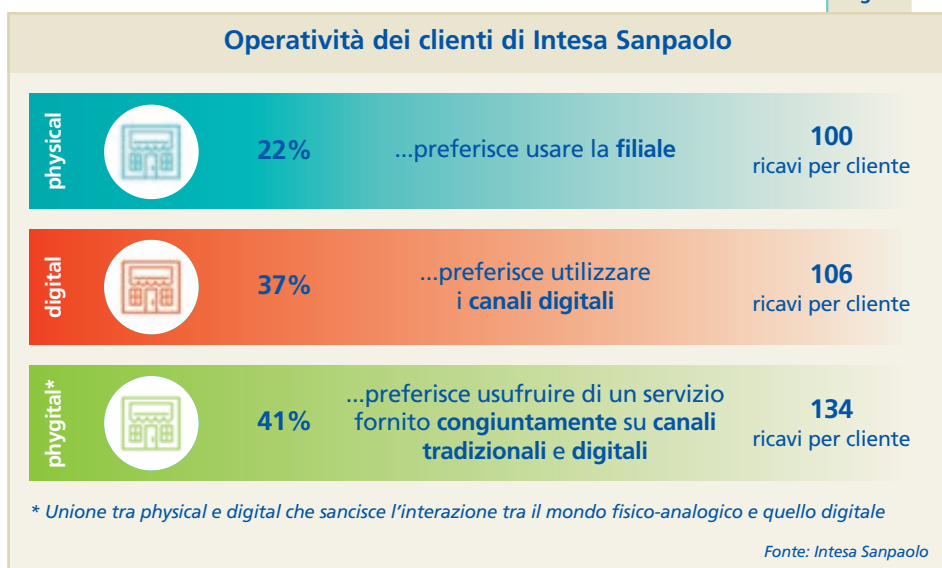 Operatività dei clienti di Intesa Sanpaolo
physical
22%
...preferisce usare la filiale
100
ricavi per cliente
digital
37%
...preferisce utilizzare
i canali digitali
106
ricavi per cliente
phygital*
41%
...preferisce usufruire di un servizio
fornito congiuntamente su canali
tradizionali e digitali
134
ricavi per cliente
* Unione tra physical e digital che sancisce l'interazione tra il mondo fisico-analogico e quello digitale
Fonte: Intesa Sanpaolo